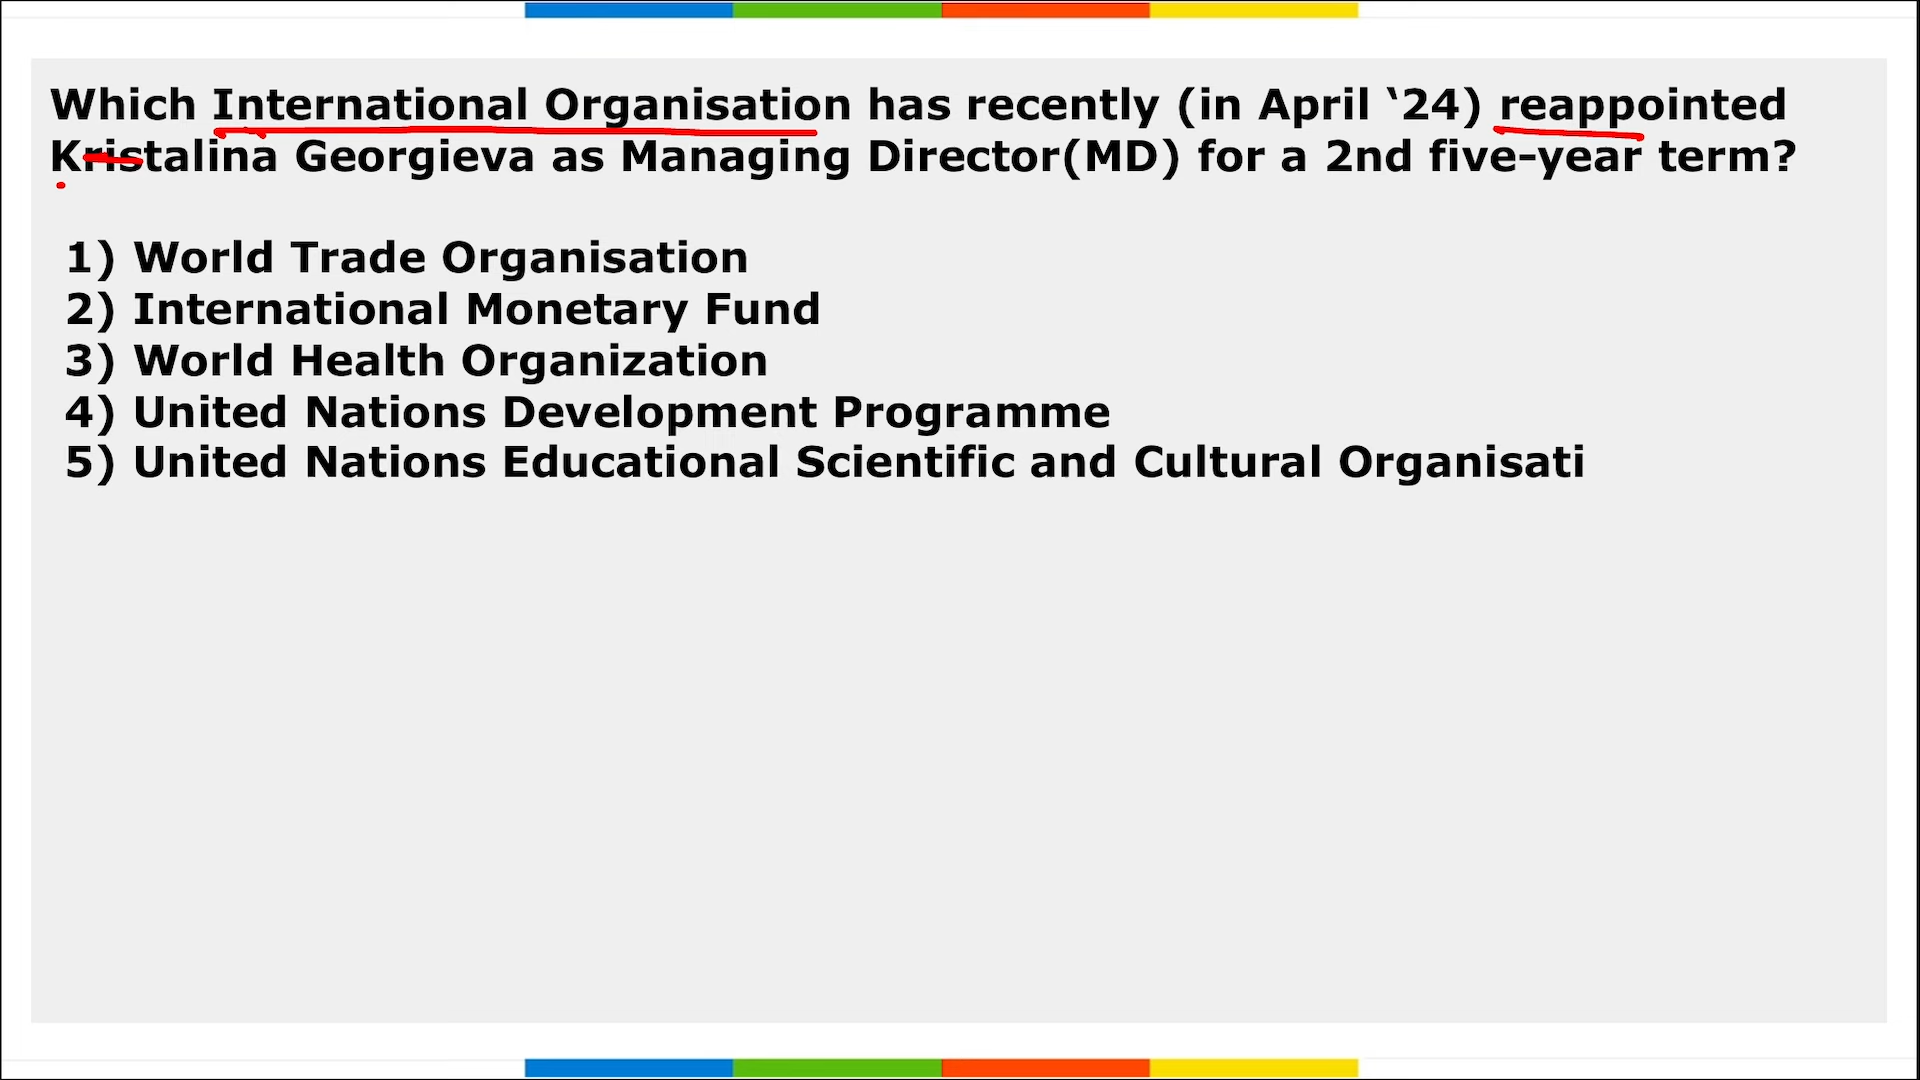 Which International Organisation has recently (in April ‘24) reappointed
Kristalina Georgieva as Managing Director(MD) for a 2nd five-year term?
1) World Trade Organisation
2) International Monetary Fund
3) World Health Organization
4) United Nations Development Programme
5) United Nations Educational Scientific and Cultural Organisati